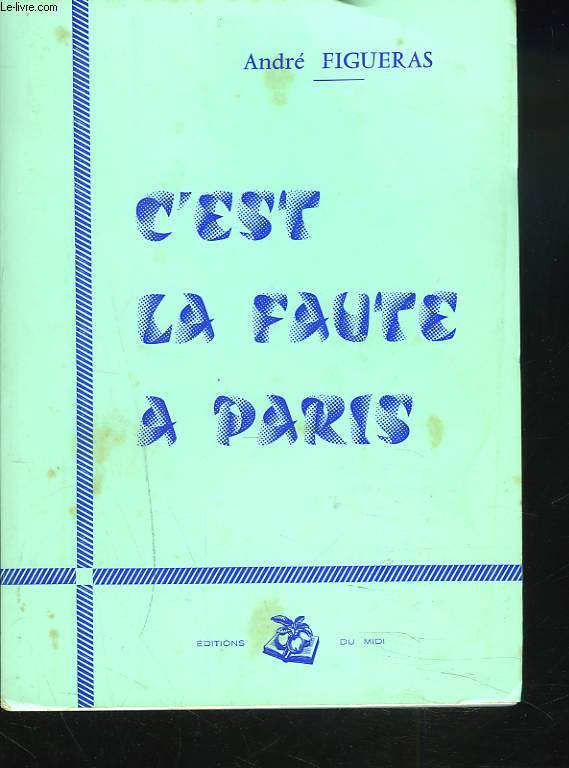 Le-livre.com
André FIGUERAS
C'EST
LA FAUTE
A PARIS
EDITIONS DU MIDI